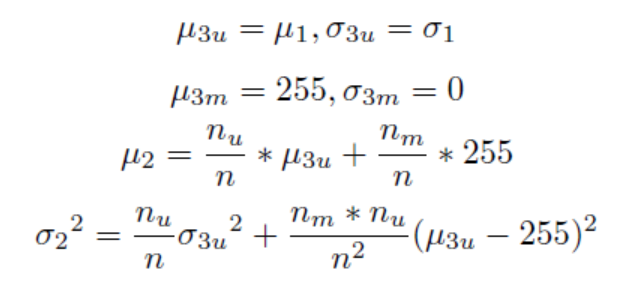 μ₃ᵤ = μ₁, σ₃ᵤ = σ₁
μ₃ₘ = 255, σ₃ₘ = 0
μ₂ = nᵤ/n * μ₃ᵤ + nₘ/n * 255
σ₂² = nᵤ/n σ₃ᵤ² + (nₘ * nᵤ)/n² (μ₃ᵤ − 255)²